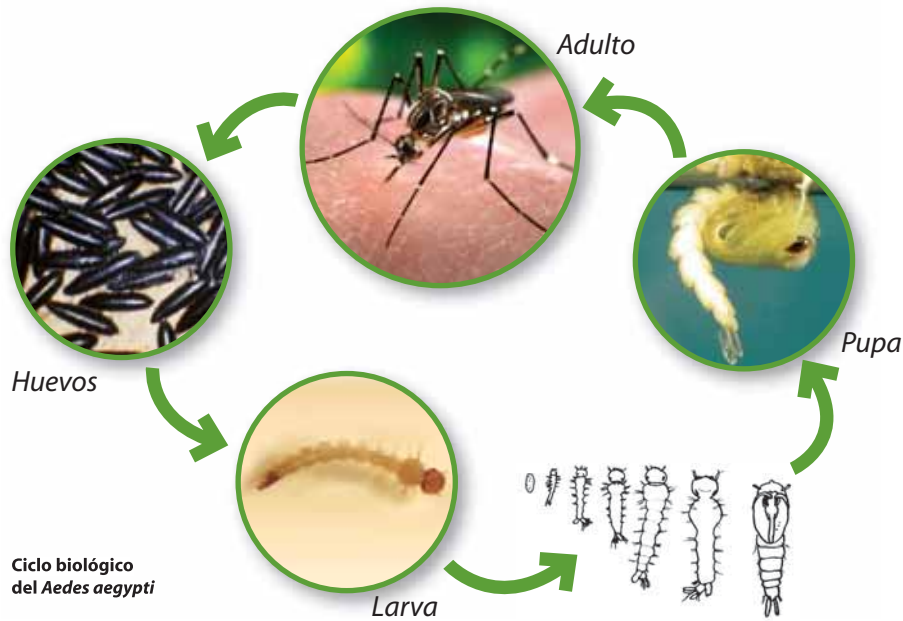 Adulto
Pupa
Huevos
Larva
Ciclo biológico
del Aedes aegypti